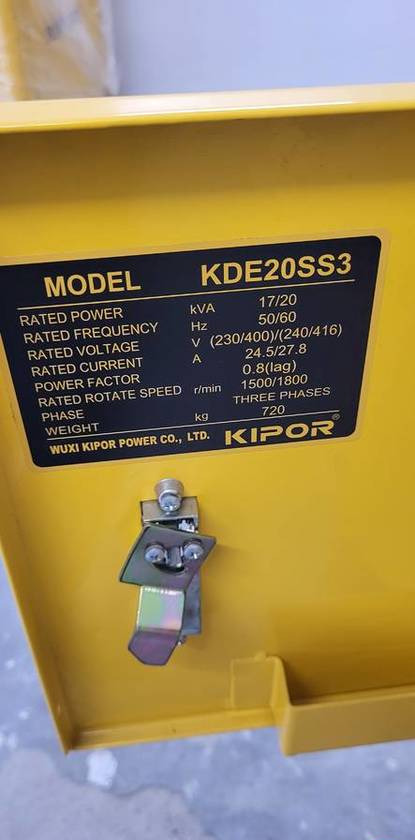 MODEL KDE20SS3
RATED POWER kVA 17/20
RATED FREQUENCY Hz 50/60
RATED VOLTAGE V (230/400)/(240/416)
RATED CURRENT A 24.5/27.8
POWER FACTOR 0.8(lag)
RATED ROTATE SPEED r/min 1500/1800
PHASE THREE PHASES
WEIGHT kg 720
WUXI KIPOR POWER CO., LTD. KIPOR®